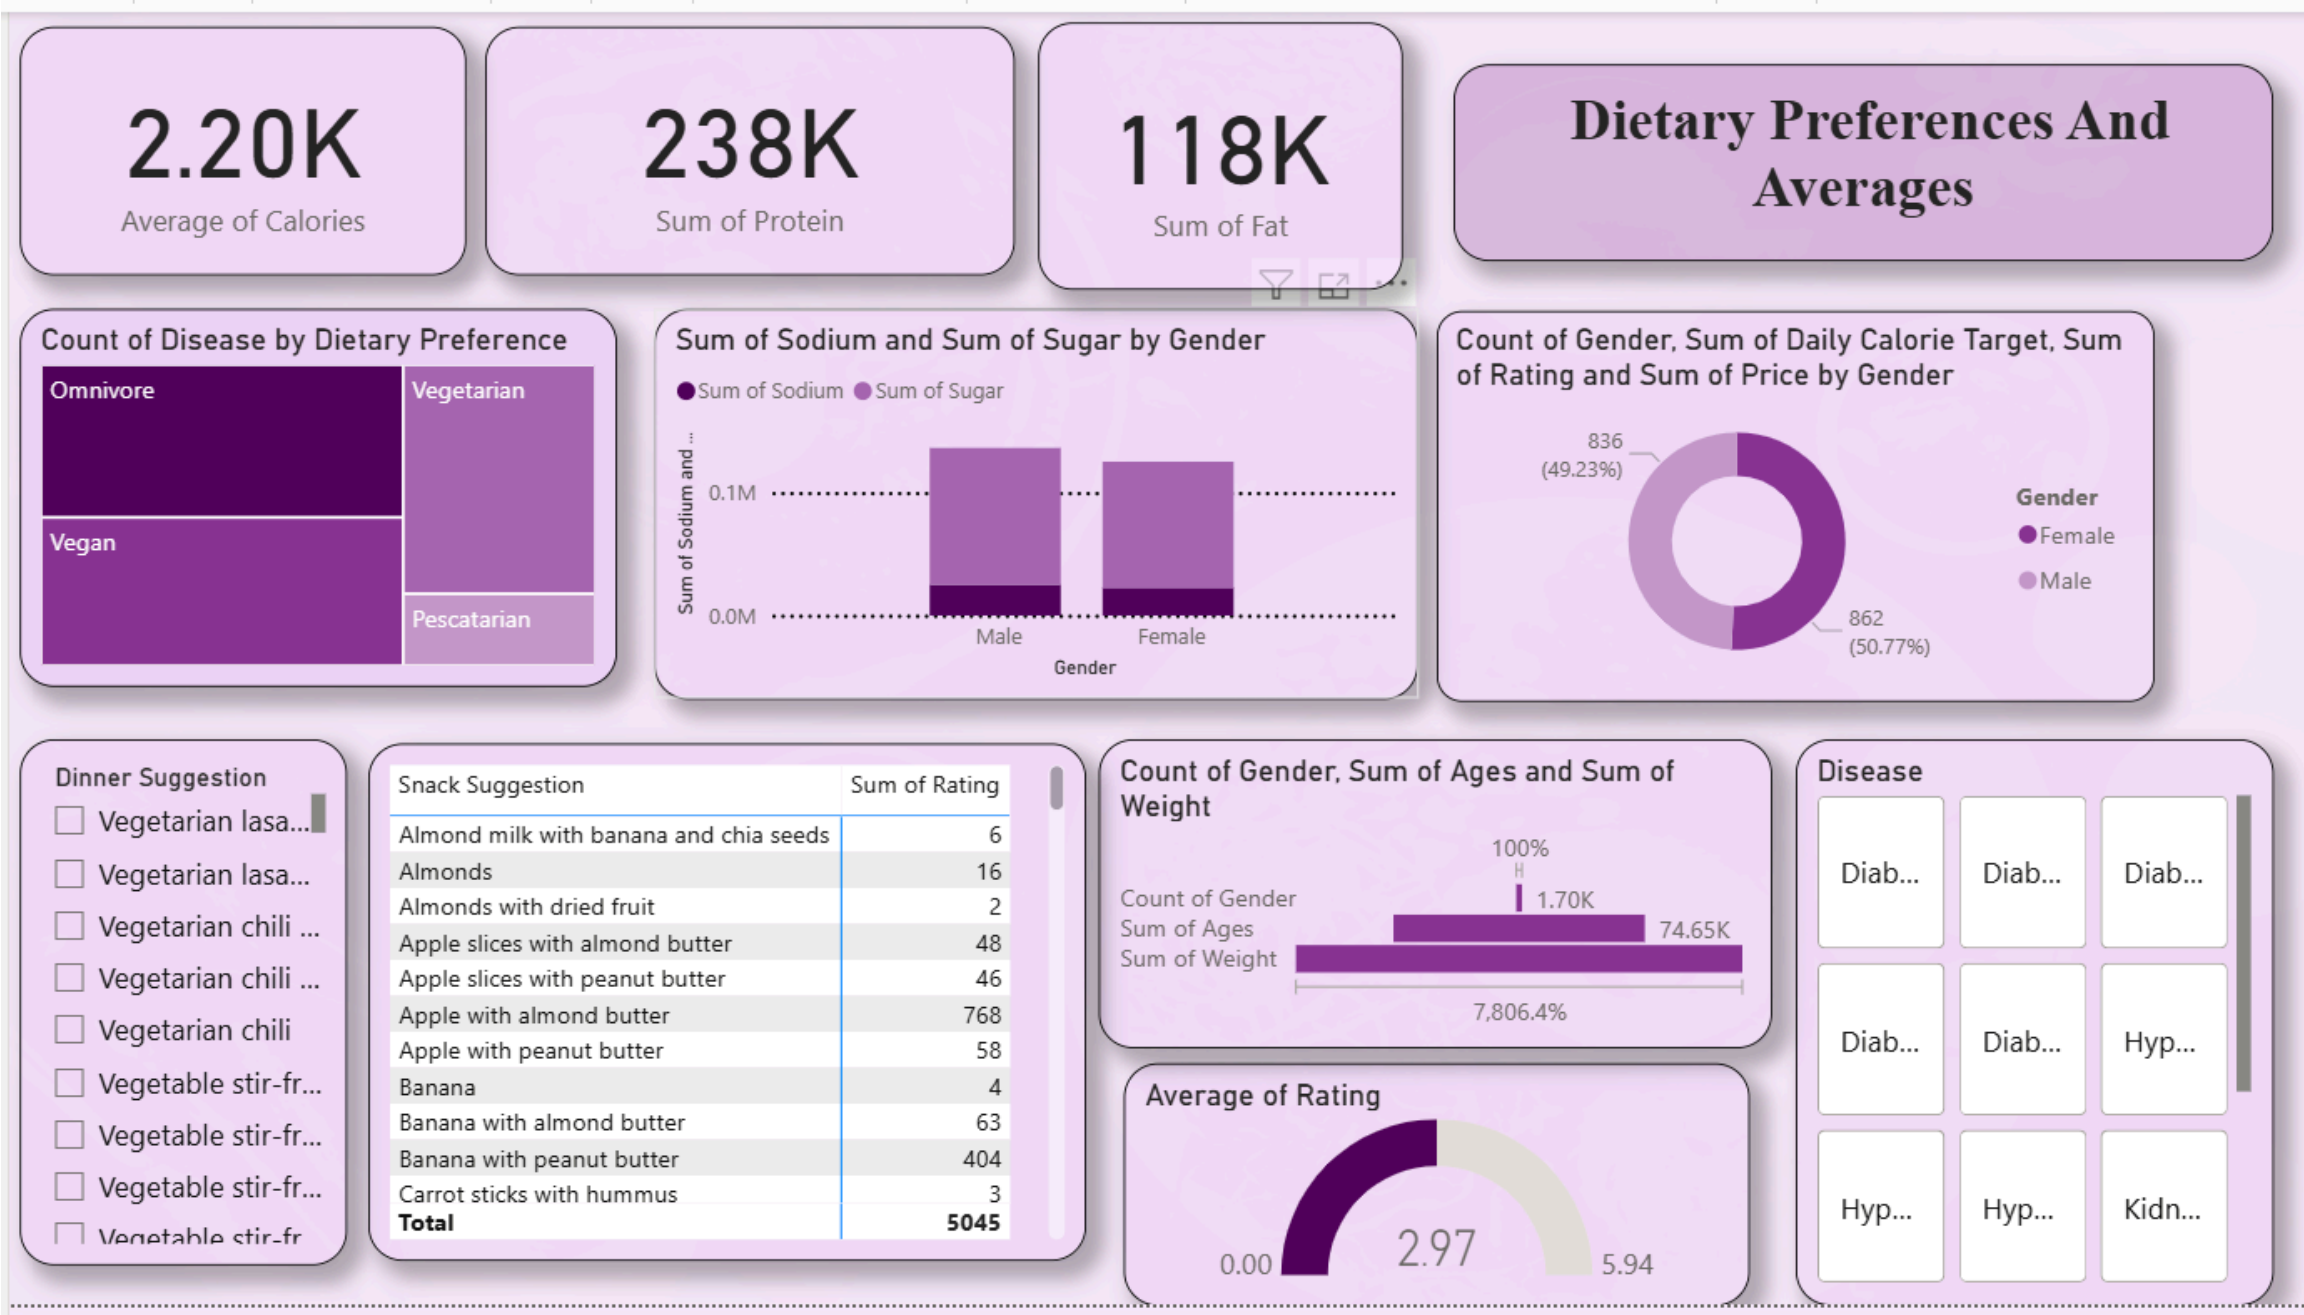 2.20K
Average of Calories
238K
Sum of Protein
118K
Sum of Fat
Dietary Preferences And
Averages
Count of Disease by Dietary Preference
Omnivore
Vegetarian
Vegan
Pescatarian
Sum of Sodium and Sum of Sugar by Gender
Sum of Sodium
Sum of Sugar
Sum of Sodium and ...
0.1M
0.0M
Male
Female
Gender
Count of Gender, Sum of Daily Calorie Target, Sum
of Rating and Sum of Price by Gender
836
(49.23%)
862
(50.77%)
Gender
Female
Male
Dinner Suggestion
Vegetarian lasa...
Vegetarian lasa...
Vegetarian chili ...
Vegetarian chili ...
Vegetarian chili
Vegetable stir-fr...
Vegetable stir-fr...
Vegetable stir-fr...
Vegetable stir-fr
Snack Suggestion Sum of Rating
Almond milk with banana and chia seeds 6
Almonds 16
Almonds with dried fruit 2
Apple slices with almond butter 48
Apple slices with peanut butter 46
Apple with almond butter 768
Apple with peanut butter 58
Banana 4
Banana with almond butter 63
Banana with peanut butter 404
Carrot sticks with hummus 3
Total 5045
Count of Gender, Sum of Ages and Sum of
Weight
100%
Count of Gender 1.70K
Sum of Ages 74.65K
Sum of Weight
7,806.4%
Average of Rating
2.97
0.00
5.94
Disease
Diab... Diab... Diab...
Diab... Diab... Hyp...
Hyp... Hyp... Kidn...